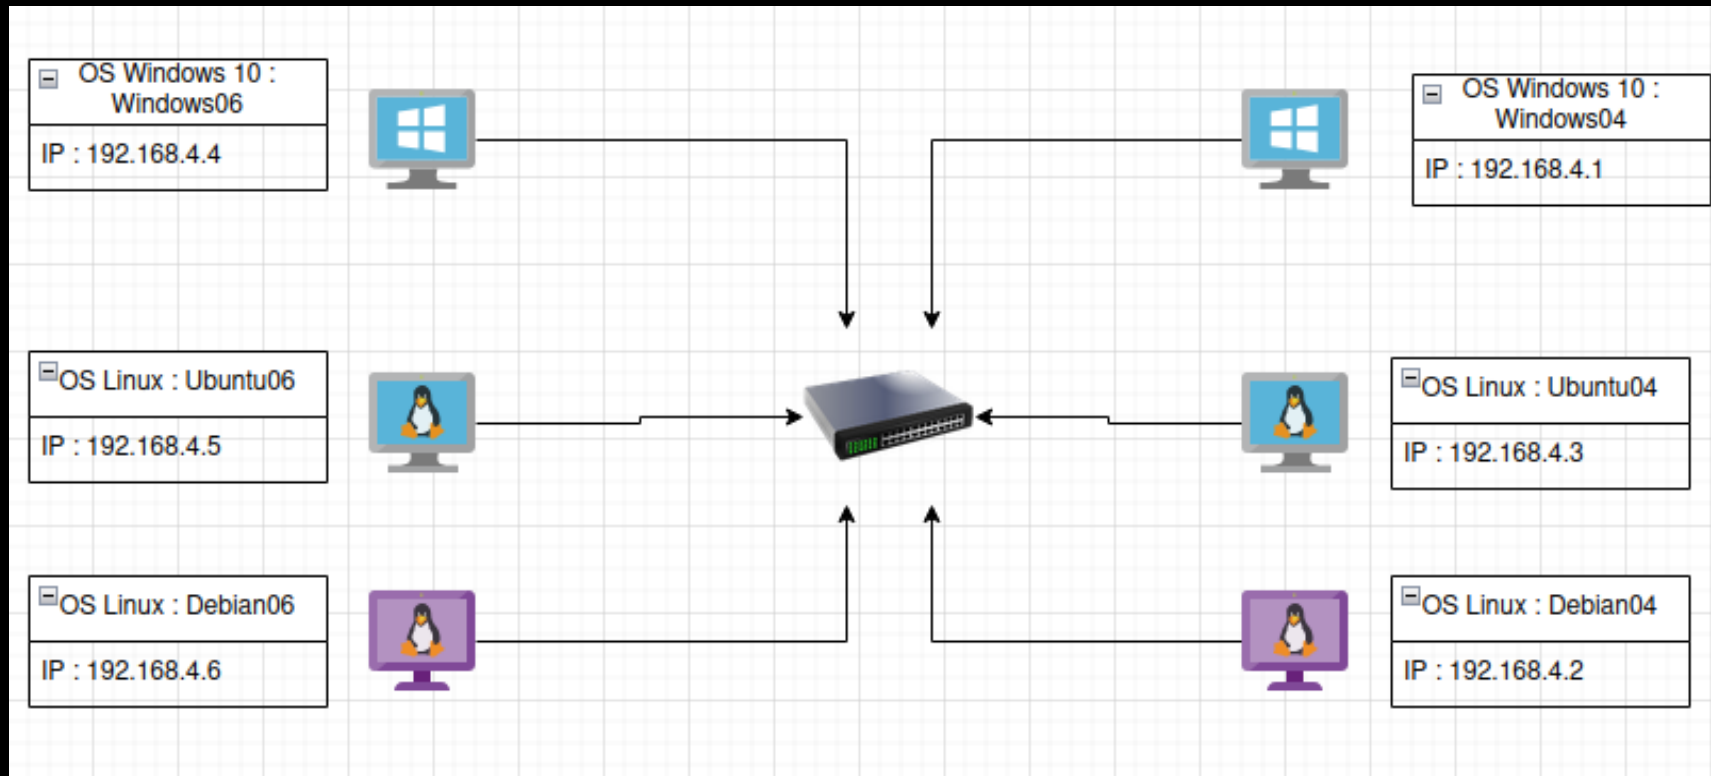 OS Windows 10 :
Windows06
IP : 192.168.4.4
OS Windows 10 :
Windows04
IP : 192.168.4.1
OS Linux : Ubuntu06
IP : 192.168.4.5
OS Linux : Ubuntu04
IP : 192.168.4.3
OS Linux : Debian06
IP : 192.168.4.6
OS Linux : Debian04
IP : 192.168.4.2